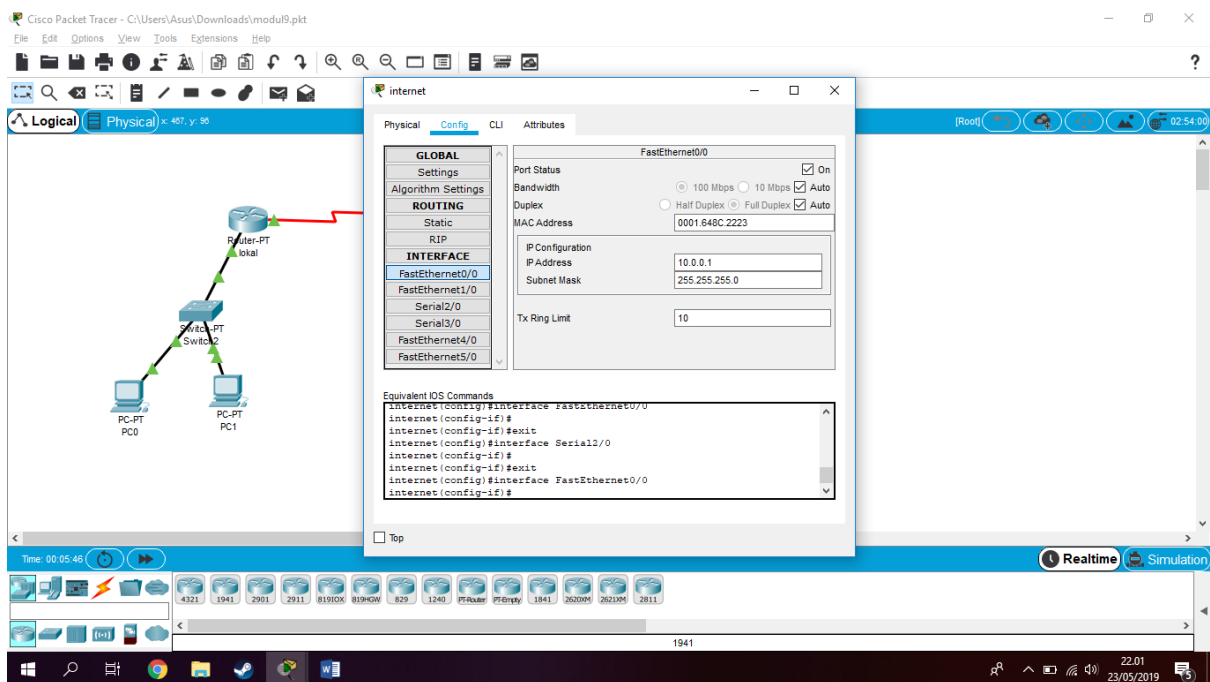 Cisco Packet Tracer - C:\Users\Asus\Downloads\modul9.pkt
File Edit Options View Tools Extensions Help
?
Logical Physical x: 467, y: 96
[Root] 02:54:00
internet
Physical Config CLI Attributes
GLOBAL
Settings
Algorithm Settings
ROUTING
Static
RIP
INTERFACE
FastEthernet0/0
FastEthernet1/0
Serial2/0
Serial3/0
FastEthernet4/0
FastEthernet5/0
FastEthernet0/0
Port Status On
Bandwidth 100 Mbps 10 Mbps Auto
Duplex Half Duplex Full Duplex Auto
MAC Address 0001.648C.2223
IP Configuration
IP Address 10.0.0.1
Subnet Mask 255.255.255.0
Tx Ring Limit 10
Equivalent IOS Commands
internet(config)#interface FastEthernet0/0
internet(config-if)#
internet(config-if)#exit
internet(config)#interface Serial2/0
internet(config-if)#
internet(config-if)#exit
internet(config)#interface FastEthernet0/0
internet(config-if)#
Top
Router-PT
lokal
Switch-PT
Switch2
PC-PT
PC0
PC-PT
PC1
Time: 00:05:46
Realtime Simulation
4321 1941 2901 2911 819IOX 819HGW 829 1240 PT-Router PT-Empty 1841 2620XM 2621XM 2811
1941
22.01
23/05/2019
5